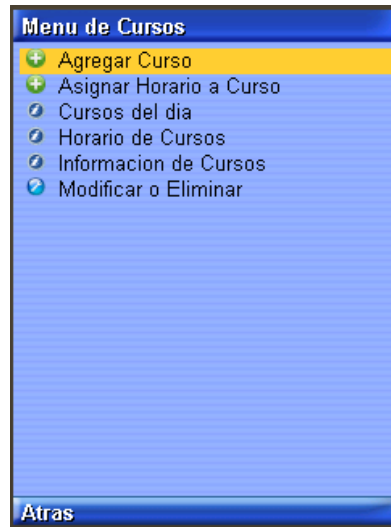 Menu de Cursos
Agregar Curso
Asignar Horario a Curso
Cursos del dia
Horario de Cursos
Informacion de Cursos
Modificar o Eliminar
Atras